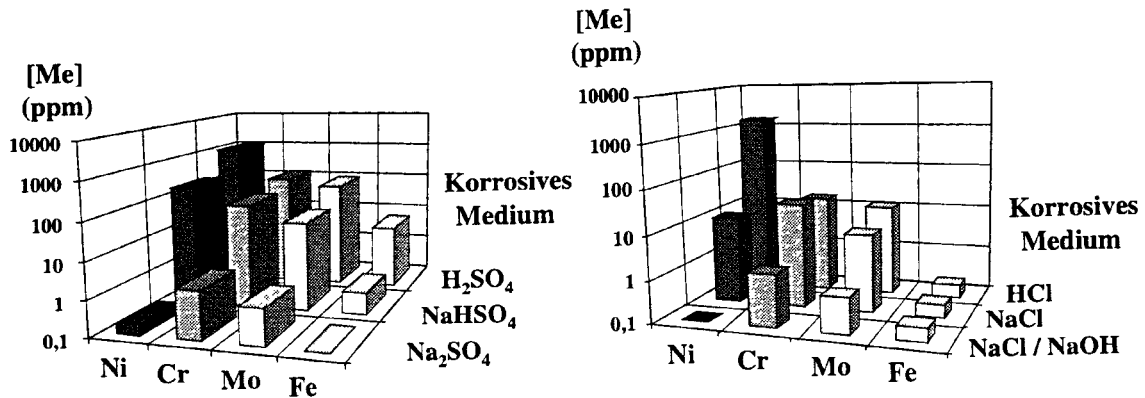 [Me]
(ppm)
10000
1000
100
10
1
0,1
Ni
Cr
Mo
Fe
Korrosives
Medium
H₂SO₄
NaHSO₄
Na₂SO₄
[Me]
(ppm)
10000
1000
100
10
1
0,1
Ni
Cr
Mo
Fe
Korrosives
Medium
HCl
NaCl
NaCl / NaOH